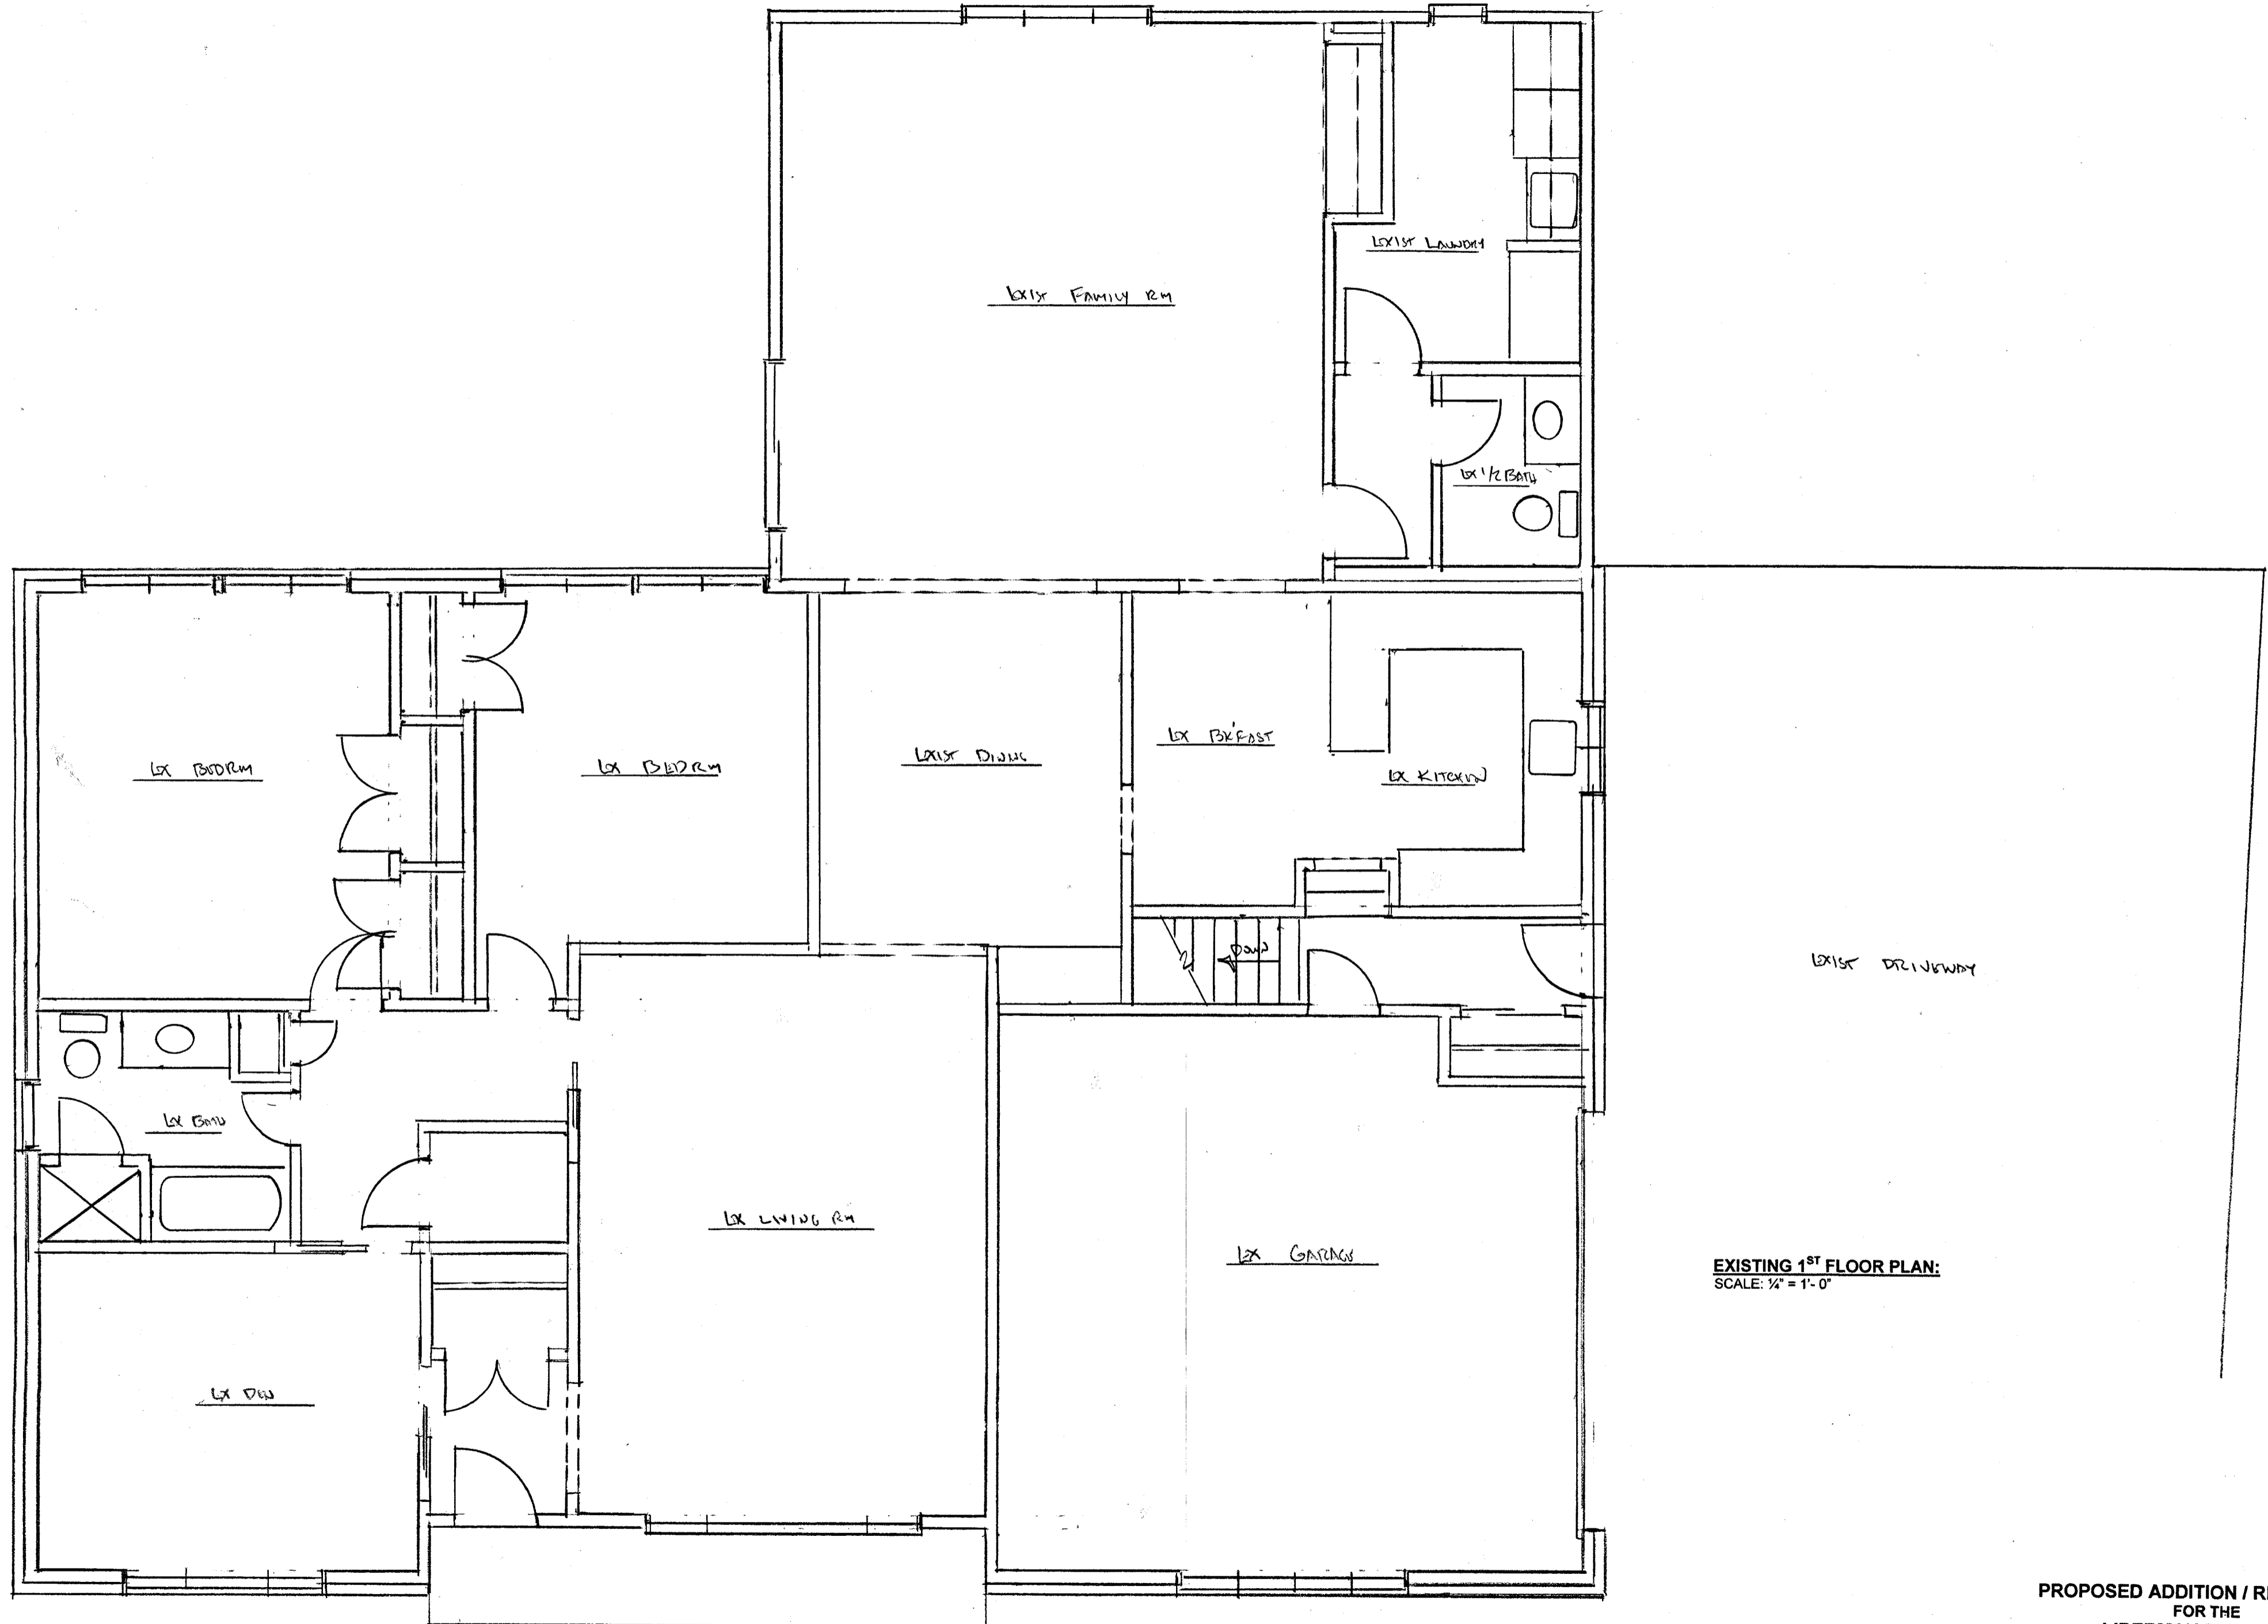 EXIST FAMILY RM
EXIST LAUNDRY
EX 1/2 BATH
EX BDRM
EX BEDRM
EXIST DINING
EX BK'FAST
EX KITCHEN
DOWN
EXIST DRIVEWAY
EX BATH
EX LIVING RM
EX GARAGE
EX DEN
EXISTING 1ST FLOOR PLAN:
SCALE: ¼" = 1'- 0"
PROPOSED ADDITION / R
FOR THE